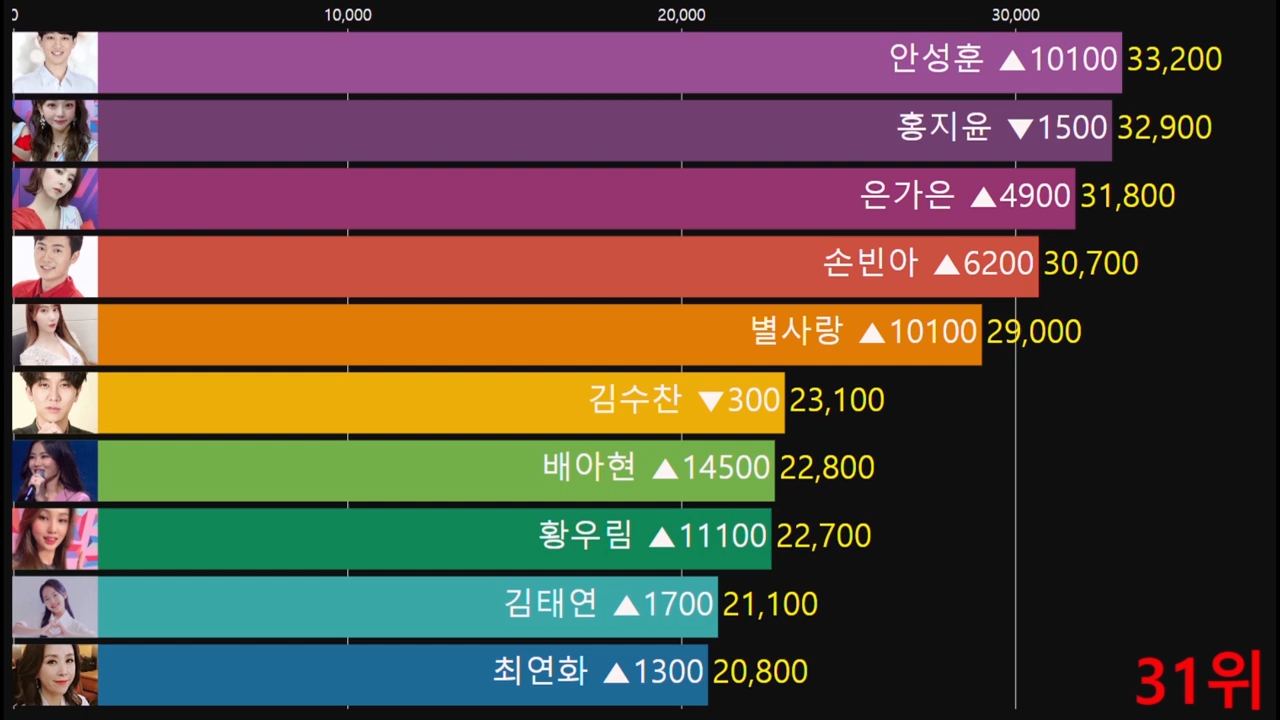 0 10,000 20,000 30,000
안성훈 ▲10100 33,200
홍지윤 ▼1500 32,900
은가은 ▲4900 31,800
손빈아 ▲6200 30,700
별사랑 ▲10100 29,000
김수찬 ▼300 23,100
배아현 ▲14500 22,800
황우림 ▲11100 22,700
김태연 ▲1700 21,100
최연화 ▲1300 20,800
31위